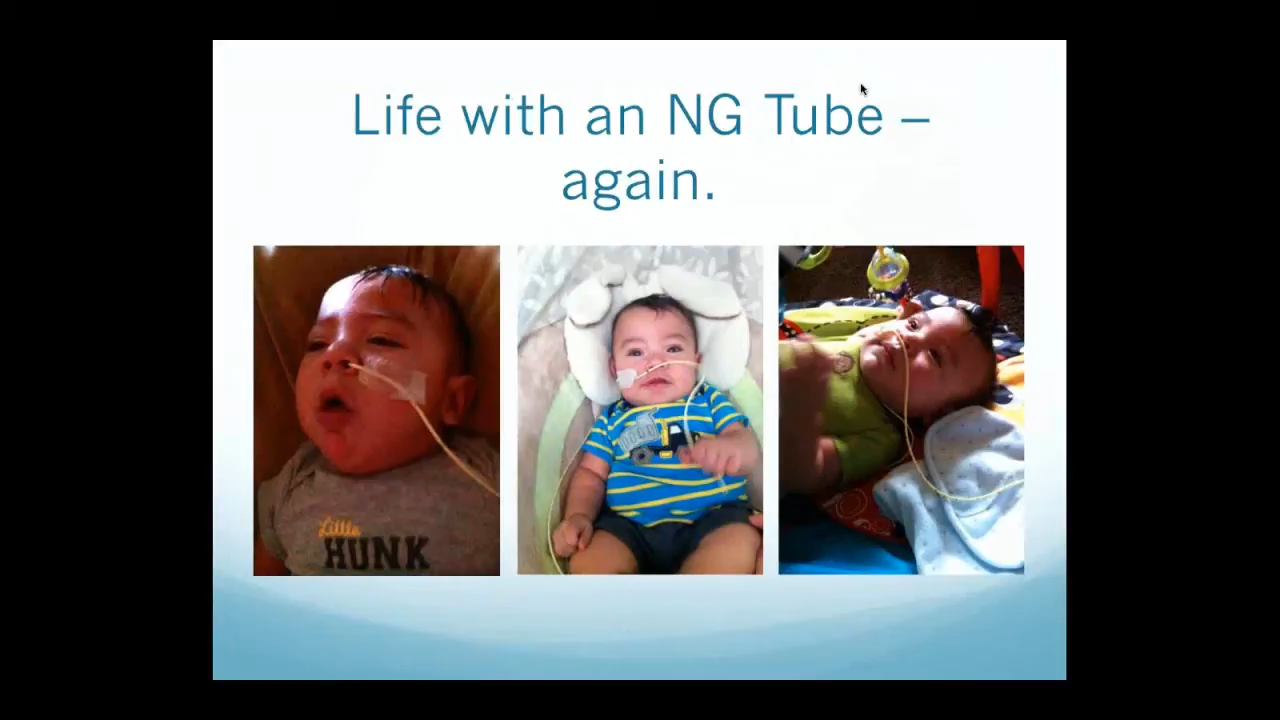 Life with an NG Tube –
again.
Little
HUNK